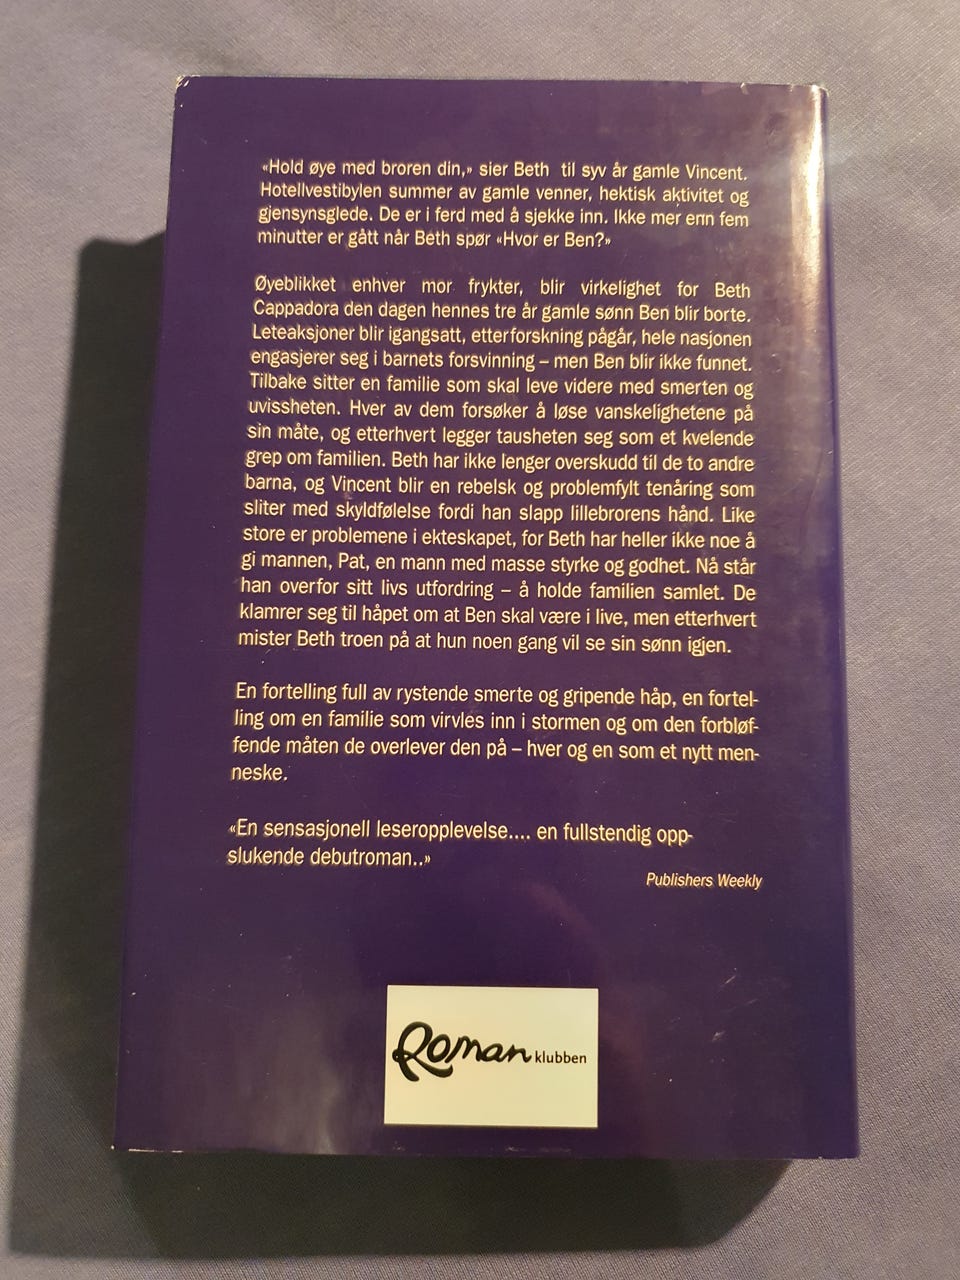 «Hold øye med broren din,» sier Beth til syv år gamle Vincent.
Hotellvestibylen summer av gamle venner, hektisk aktivitet og
gjensynsglede. De er i ferd med å sjekke inn. Ikke mer enn fem
minutter er gått når Beth spør «Hvor er Ben?»
Øyeblikket enhver mor frykter, blir virkelighet for Beth
Cappadora den dagen hennes tre år gamle sønn Ben blir borte.
Leteaksjoner blir igangsatt, etterforskning pågår, hele nasjonen
engasjerer seg i barnets forsvinning – men Ben blir ikke funnet.
Tilbake sitter en familie som skal leve videre med smerten og
uvissheten. Hver av dem forsøker å løse vanskelighetene på
sin måte, og etterhvert legger tausheten seg som et kvelende
grep om familien. Beth har ikke lenger overskudd til de to andre
barna, og Vincent blir en rebelsk og problemfylt tenåring som
sliter med skyldfølelse fordi han slapp lillebrorens hånd. Like
store er problemene i ekteskapet, for Beth har heller ikke noe å
gi mannen, Pat, en mann med masse styrke og godhet. Nå står
han overfor sitt livs utfordring – å holde familien samlet. De
klamrer seg til håpet om at Ben skal være i live, men etterhvert
mister Beth troen på at hun noen gang vil se sin sønn igjen.
En fortelling full av rystende smerte og gripende håp, en fortel-
ling om en familie som virvles inn i stormen og om den forbløf-
fende måten de overlever den på – hver og en som et nytt men-
neske.
«En sensasjonell leseropplevelse.... en fullstendig opp-
slukende debutroman..»
Publishers Weekly
Roman klubben